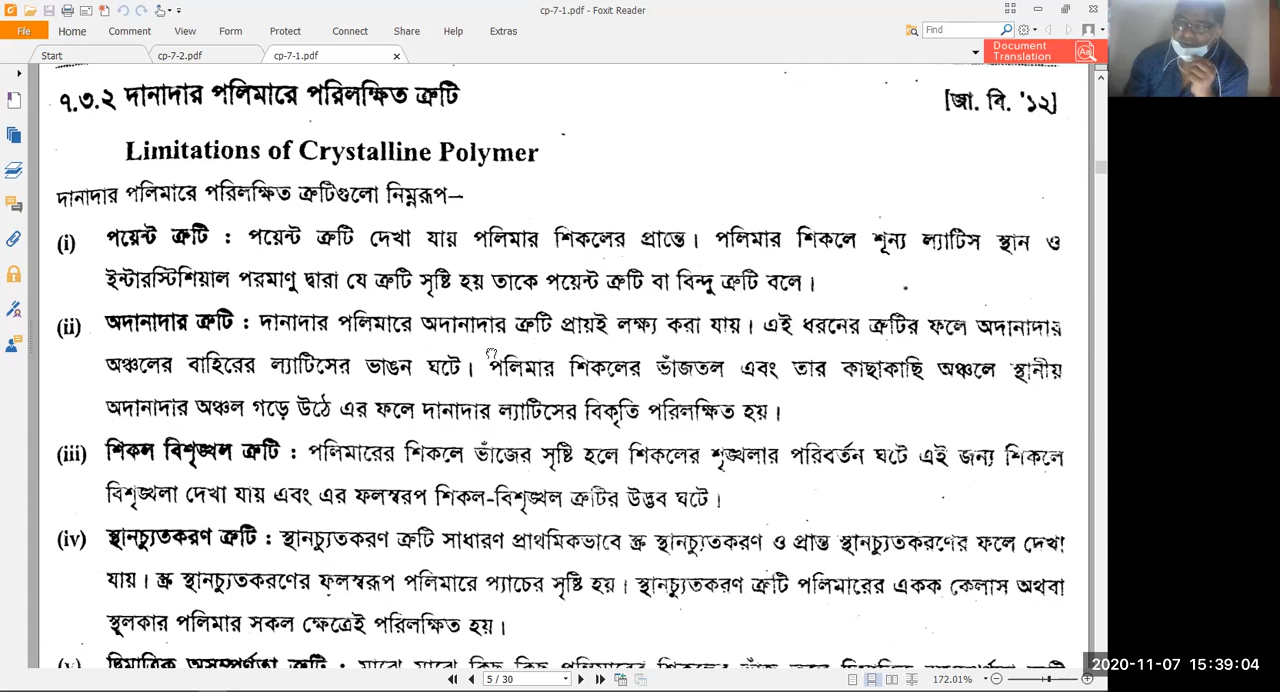 cp-7-1.pdf - Foxit Reader
File Home Comment View Form Protect Connect Share Help Extras
Find
Start cp-7-2.pdf cp-7-1.pdf
Document
Translation
৭.৩.২ দানাদার পলিমারে পরিলক্ষিত ত্রুটি [জা. বি. '১২]
Limitations of Crystalline Polymer
দানাদার পলিমারে পরিলক্ষিত ত্রুটিগুলো নিম্নরূপ–
(i) পয়েন্ট ত্রুটি : পয়েন্ট ত্রুটি দেখা যায় পলিমার শিকলের প্রান্তে। পলিমার শিকলে শূন্য ল্যাটিস স্থান ও
ইন্টারস্টিশিয়াল পরমাণু দ্বারা যে ত্রুটি সৃষ্টি হয় তাকে পয়েন্ট ত্রুটি বা বিন্দু ত্রুটি বলে।
(ii) অদানাদার ত্রুটি : দানাদার পলিমারে অদানাদার ত্রুটি প্রায়ই লক্ষ্য করা যায়। এই ধরনের ত্রুটির ফলে অদানাদার
অঞ্চলের বাহিরের ল্যাটিসের ভাঙন ঘটে। পলিমার শিকলের ভাঁজতল এবং তার কাছাকাছি অঞ্চলে স্থানীয়
অদানাদার অঞ্চল গড়ে উঠে এর ফলে দানাদার ল্যাটিসের বিকৃতি পরিলক্ষিত হয়।
(iii) শিকল বিশৃঙ্খল ত্রুটি : পলিমারের শিকলে ভাঁজের সৃষ্টি হলে শিকলের শৃঙ্খলার পরিবর্তন ঘটে এই জন্য শিকলে
বিশৃঙ্খলা দেখা যায় এবং এর ফলস্বরপ শিকল-বিশৃঙ্খল ত্রুটির উদ্ভব ঘটে।
(iv) স্থানচ্যুতকরণ ত্রুটি : স্থানচ্যুতকরণ ত্রুটি সাধারণ প্রাথমিকভাবে স্ক্রু স্থানচ্যুতকরণ ও প্রান্ত স্থানচ্যুতকরণের ফলে দেখা
যায়। স্ক্রু স্থানচ্যুতকরণের ফলস্বরূপ পলিমারে প্যাচের সৃষ্টি হয়। স্থানচ্যুতকরণ ত্রুটি পলিমারের একক কেলাস অথবা
স্থূলকার পলিমার সকল ক্ষেত্রেই পরিলক্ষিত হয়।
(v) দ্বিমাত্রিক অসম্পূর্ণতা ত্রুটি : মাঝে মাঝে কিছু কিছু পলিমারের শিকলের ভাঁজ
5 / 30 172.01%
2020-11-07 15:39:04